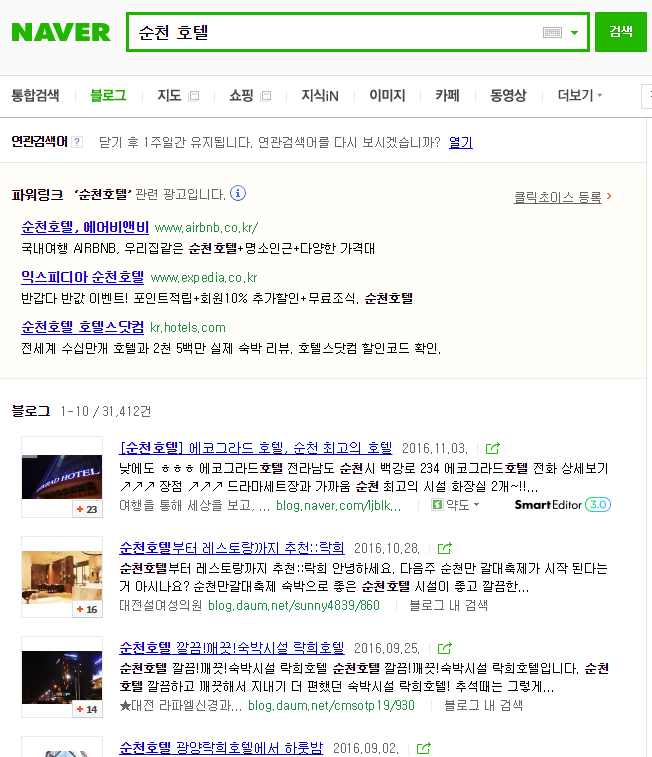 NAVER
순천 호텔
검색
통합검색 블로그 지도 쇼핑 지식iN 이미지 카페 동영상 더보기
연관검색어 ? 닫기 후 1주일간 유지됩니다. 연관검색어를 다시 보시겠습니까? 열기
파워링크 '순천호텔' 관련 광고입니다. i 클릭초이스 등록 >
순천호텔, 에어비앤비 www.airbnb.co.kr/
국내여행 AIRBNB, 우리집같은 순천호텔+명소인근+다양한 가격대
익스피디아 순천호텔 www.expedia.co.kr
반갑다 반값 이벤트! 포인트적립+회원10% 추가할인+무료조식, 순천호텔
순천호텔 호텔스닷컴 kr.hotels.com
전세계 수십만개 호텔과 2천 5백만 실제 숙박 리뷰. 호텔스닷컴 할인코드 확인.
블로그 1-10 / 31,412건
[순천호텔] 에코그라드 호텔, 순천 최고의 호텔 2016.11.03.
낮에도 ㅎㅎㅎ 에코그라드호텔 전라남도 순천시 백강로 234 에코그라드호텔 전화 상세보기
↗↗↗ 장점 ↗↗↗ 드라마세트장과 가까움 순천 최고의 시설 화장실 2개~!!...
여행을 통해 세상을 보고, ... blog.naver.com/ljblk... 약도 SmartEditor 3.0
HOTEL
+ 23
순천호텔부터 레스토랑까지 추천::락희 2016.10.28.
순천호텔부터 레스토랑까지 추천::락희 안녕하세요. 다음주 순천만 갈대축제가 시작 된다는
거 아시나요? 순천만갈대축제 숙박으로 좋은 순천호텔 시설이 좋고 깔끔한...
대전설여성의원 blog.daum.net/sunny4839/860 블로그 내 검색
+ 16
순천호텔 깔끔!깨끗!숙박시설 락희호텔 2016.09.25.
순천호텔 깔끔!깨끗!숙박시설 락희호텔 순천호텔 깔끔!깨끗!숙박시설 락희호텔입니다. 순천
호텔 깔끔하고 깨끗해서 지내기 더 편했던 숙박시설 락희호텔! 추석때는 그렇게...
★대전 라파엘신경과... blog.daum.net/cmsotp19/930 블로그 내 검색
+ 14
순천호텔 광양락희호텔에서 하룻밤 2016.09.02.